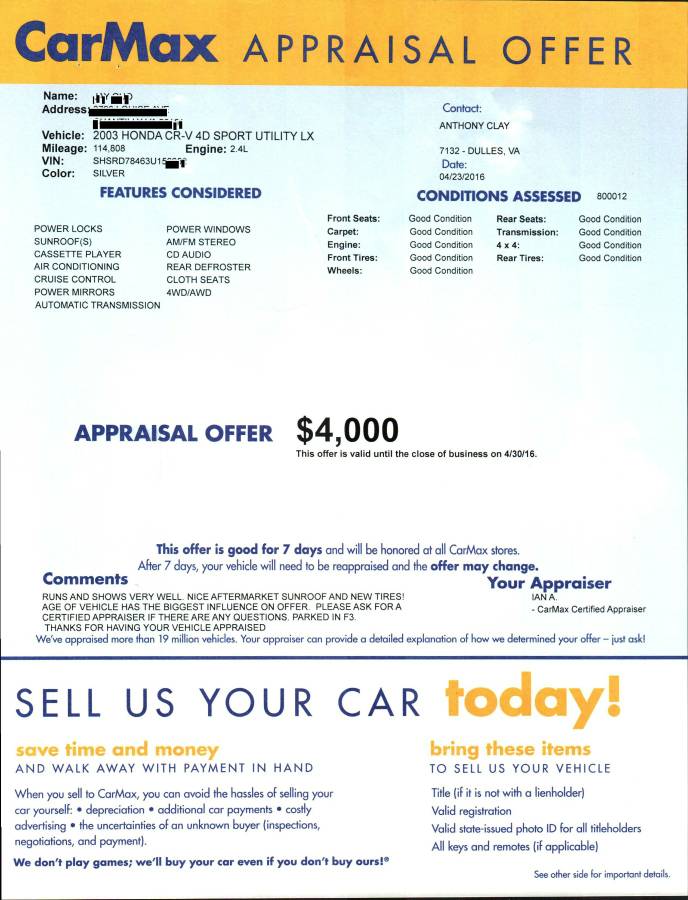 CarMax APPRAISAL OFFER
Name:
Address
Vehicle: 2003 HONDA CR-V 4D SPORT UTILITY LX
Mileage: 114,808 Engine: 2.4L
VIN: SHSRD78463U15
Color: SILVER
Contact:
ANTHONY CLAY
7132 - DULLES, VA
Date:
04/23/2016
FEATURES CONSIDERED
POWER LOCKS POWER WINDOWS
SUNROOF(S) AM/FM STEREO
CASSETTE PLAYER CD AUDIO
AIR CONDITIONING REAR DEFROSTER
CRUISE CONTROL CLOTH SEATS
POWER MIRRORS 4WD/AWD
AUTOMATIC TRANSMISSION
CONDITIONS ASSESSED 800012
Front Seats: Good Condition Rear Seats: Good Condition
Carpet: Good Condition Transmission: Good Condition
Engine: Good Condition 4 x 4: Good Condition
Front Tires: Good Condition Rear Tires: Good Condition
Wheels: Good Condition
APPRAISAL OFFER $4,000
This offer is valid until the close of business on 4/30/16.
This offer is good for 7 days and will be honored at all CarMax stores.
After 7 days, your vehicle will need to be reappraised and the offer may change.
Comments
RUNS AND SHOWS VERY WELL. NICE AFTERMARKET SUNROOF AND NEW TIRES!
AGE OF VEHICLE HAS THE BIGGEST INFLUENCE ON OFFER. PLEASE ASK FOR A
CERTIFIED APPRAISER IF THERE ARE ANY QUESTIONS. PARKED IN F3.
THANKS FOR HAVING YOUR VEHICLE APPRAISED
Your Appraiser
IAN A.
- CarMax Certified Appraiser
We've appraised more than 19 million vehicles. Your appraiser can provide a detailed explanation of how we determined your offer – just ask!
SELL US YOUR CAR today!
save time and money
AND WALK AWAY WITH PAYMENT IN HAND
When you sell to CarMax, you can avoid the hassles of selling your
car yourself: • depreciation • additional car payments • costly
advertising • the uncertainties of an unknown buyer (inspections,
negotiations, and payment).
We don't play games; we'll buy your car even if you don't buy ours!®
bring these items
TO SELL US YOUR VEHICLE
Title (if it is not with a lienholder)
Valid registration
Valid state-issued photo ID for all titleholders
All keys and remotes (if applicable)
See other side for important details.